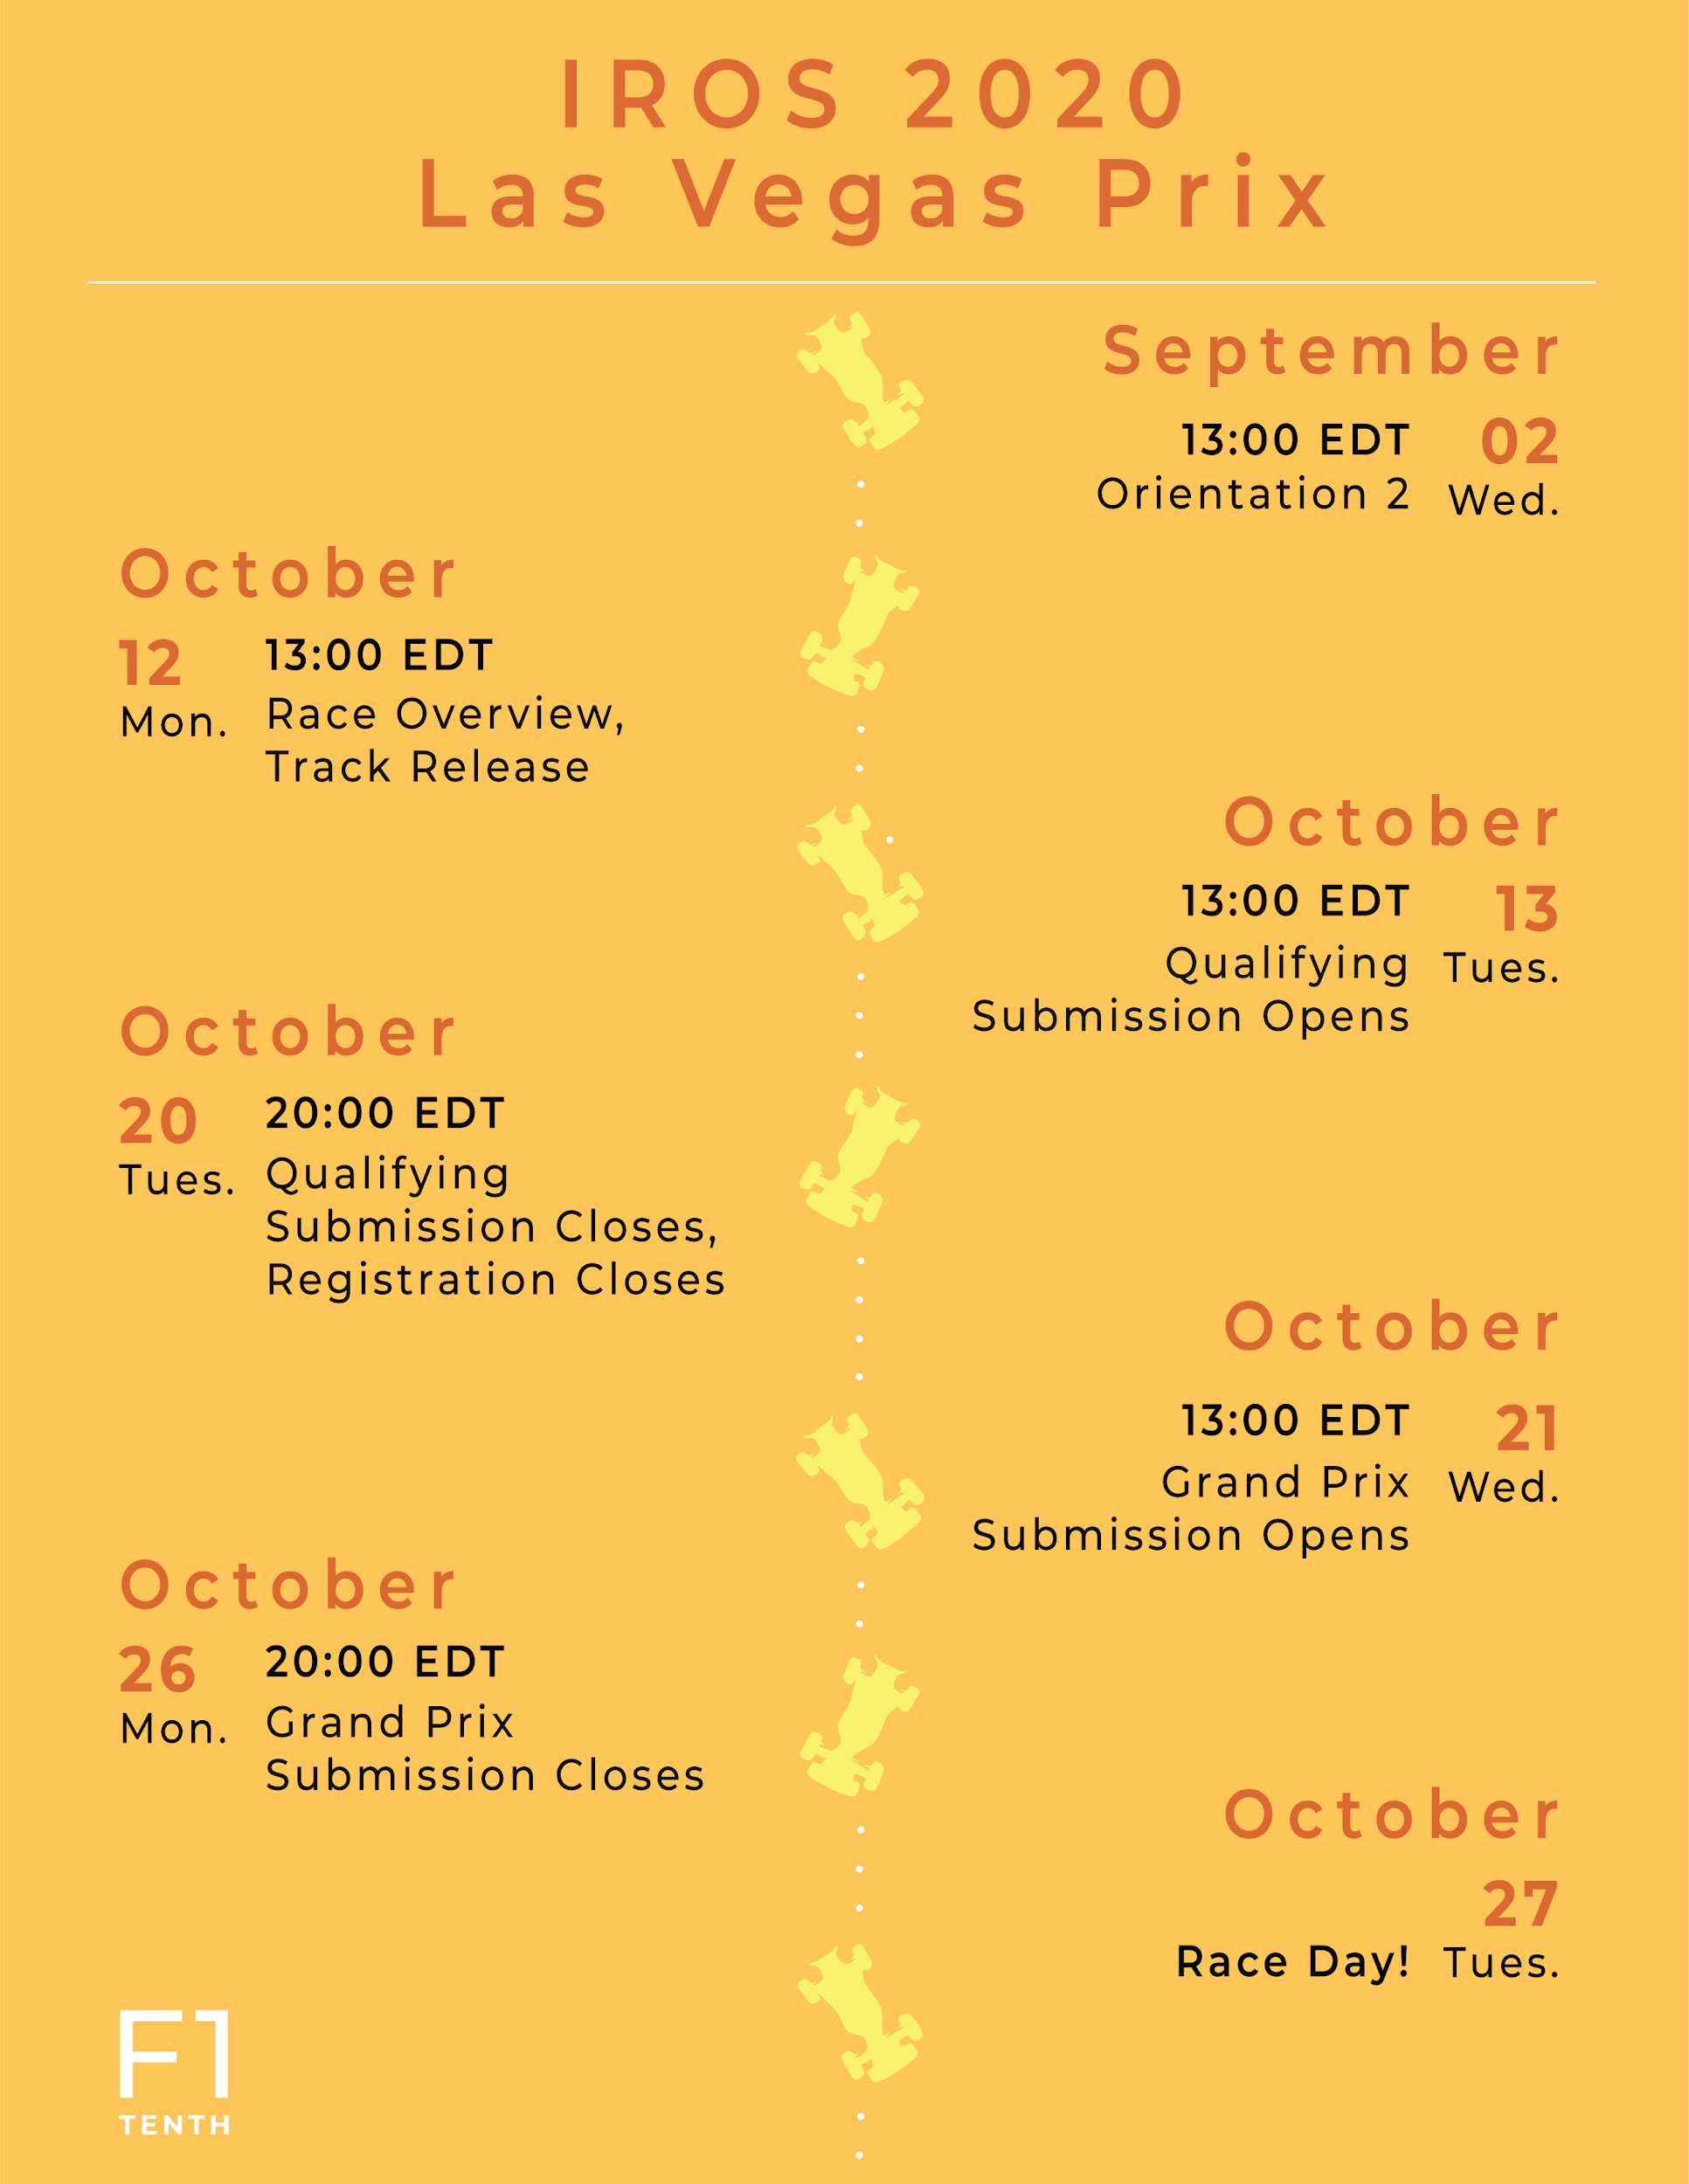 IROS 2020
Las Vegas Prix
September
13:00 EDT 02
Orientation 2 Wed.
October
12 13:00 EDT
Mon. Race Overview,
Track Release
October
13:00 EDT 13
Qualifying Tues.
Submission Opens
October
20 20:00 EDT
Tues. Qualifying
Submission Closes,
Registration Closes
October
13:00 EDT 21
Grand Prix Wed.
Submission Opens
October
26 20:00 EDT
Mon. Grand Prix
Submission Closes
October
27
Race Day! Tues.
F1
TENTH